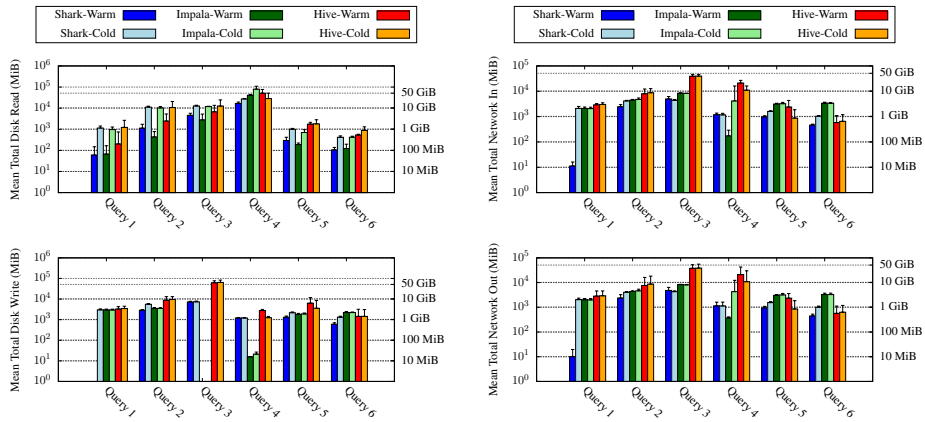 Shark-Warm Impala-Warm Hive-Warm
Shark-Cold Impala-Cold Hive-Cold
Mean Total Disk Read (MiB)
10^6
10^5
10^4
10^3
10^2
10^1
10^0
50 GiB
10 GiB
1 GiB
100 MiB
10 MiB
Query 1 Query 2 Query 3 Query 4 Query 5 Query 6
Shark-Warm Impala-Warm Hive-Warm
Shark-Cold Impala-Cold Hive-Cold
Mean Total Network In (MiB)
10^5
10^4
10^3
10^2
10^1
10^0
50 GiB
10 GiB
1 GiB
100 MiB
10 MiB
Query 1 Query 2 Query 3 Query 4 Query 5 Query 6
Mean Total Disk Write (MiB)
10^6
10^5
10^4
10^3
10^2
10^1
10^0
50 GiB
10 GiB
1 GiB
100 MiB
10 MiB
Query 1 Query 2 Query 3 Query 4 Query 5 Query 6
Mean Total Network Out (MiB)
10^5
10^4
10^3
10^2
10^1
10^0
50 GiB
10 GiB
1 GiB
100 MiB
10 MiB
Query 1 Query 2 Query 3 Query 4 Query 5 Query 6